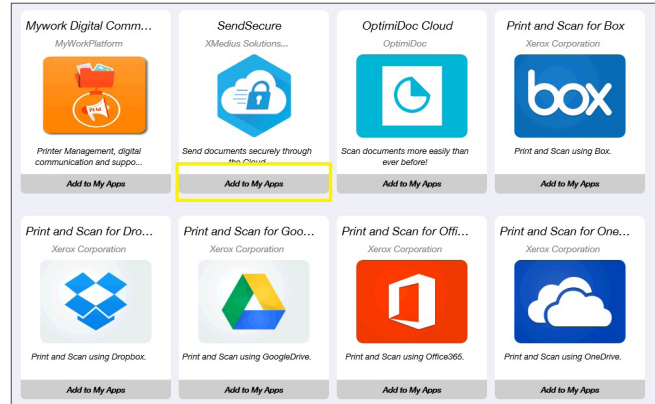 Mywork Digital Comm...
MyWorkPlatform
Printer Management, digital
communication and suppo...
Add to My Apps
SendSecure
XMedius Solutions...
Send documents securely through
the Cloud
Add to My Apps
OptimiDoc Cloud
OptimiDoc
Scan documents more easily than
ever before!
Add to My Apps
Print and Scan for Box
Xerox Corporation
box
Print and Scan using Box.
Add to My Apps
Print and Scan for Dro...
Xerox Corporation
Print and Scan using Dropbox.
Add to My Apps
Print and Scan for Goo...
Xerox Corporation
Print and Scan using GoogleDrive.
Add to My Apps
Print and Scan for Offi...
Xerox Corporation
Print and Scan using Office365.
Add to My Apps
Print and Scan for One...
Xerox Corporation
Print and Scan using OneDrive.
Add to My Apps